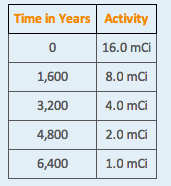 Time in Years Activity
0 16.0 mCi
1,600 8.0 mCi
3,200 4.0 mCi
4,800 2.0 mCi
6,400 1.0 mCi